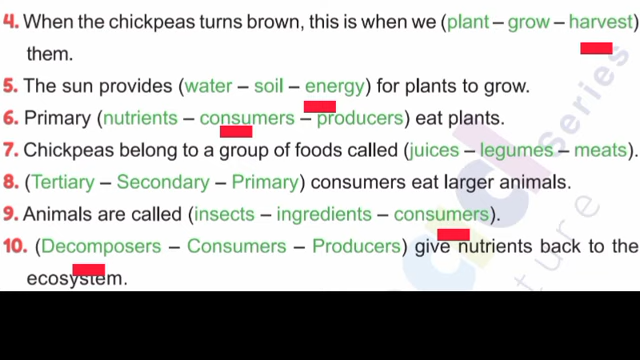 4. When the chickpeas turns brown, this is when we (plant – grow – harvest)
them.
5. The sun provides (water – soil – energy) for plants to grow.
6. Primary (nutrients – consumers – producers) eat plants.
7. Chickpeas belong to a group of foods called (juices – legumes – meats).
8. (Tertiary – Secondary – Primary) consumers eat larger animals.
9. Animals are called (insects – ingredients – consumers).
10. (Decomposers – Consumers – Producers) give nutrients back to the
ecosystem.
Series